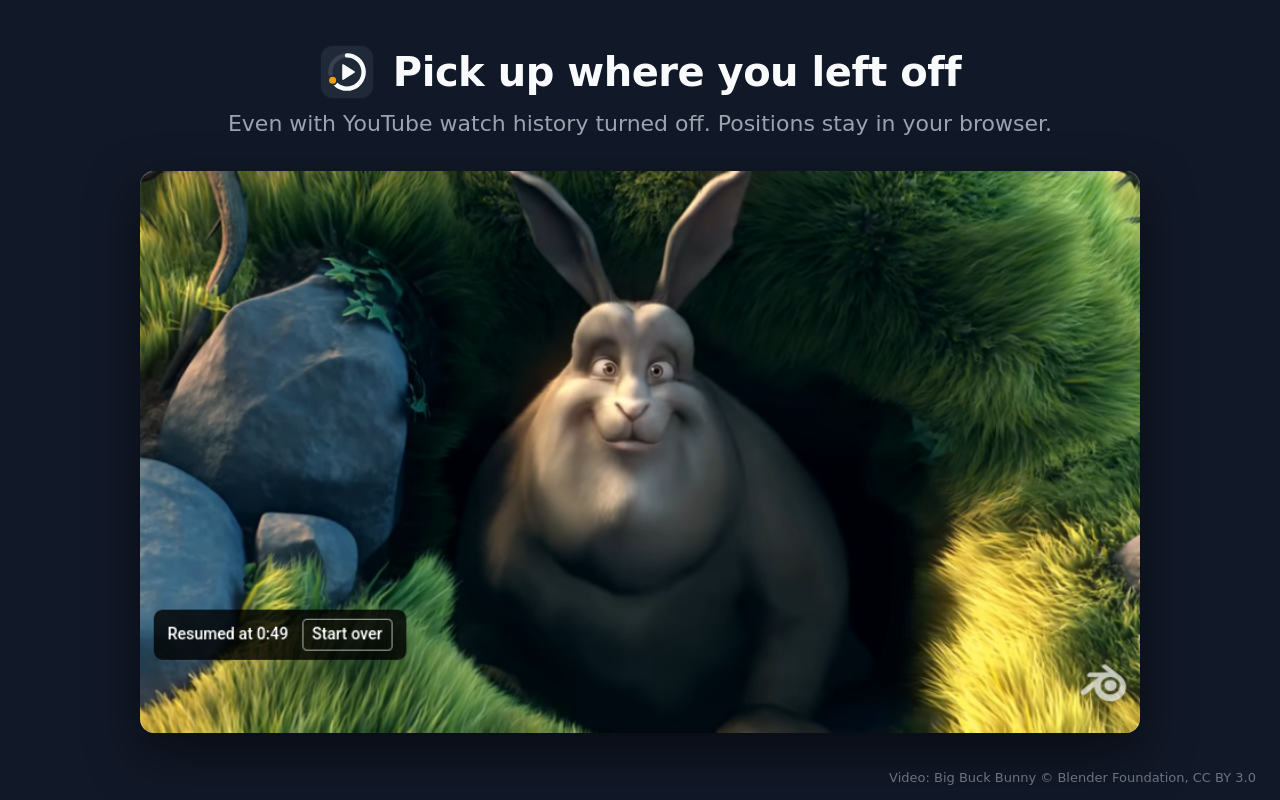 Pick up where you left off
Even with YouTube watch history turned off. Positions stay in your browser.
Resumed at 0:49 Start over
Video: Big Buck Bunny © Blender Foundation, CC BY 3.0